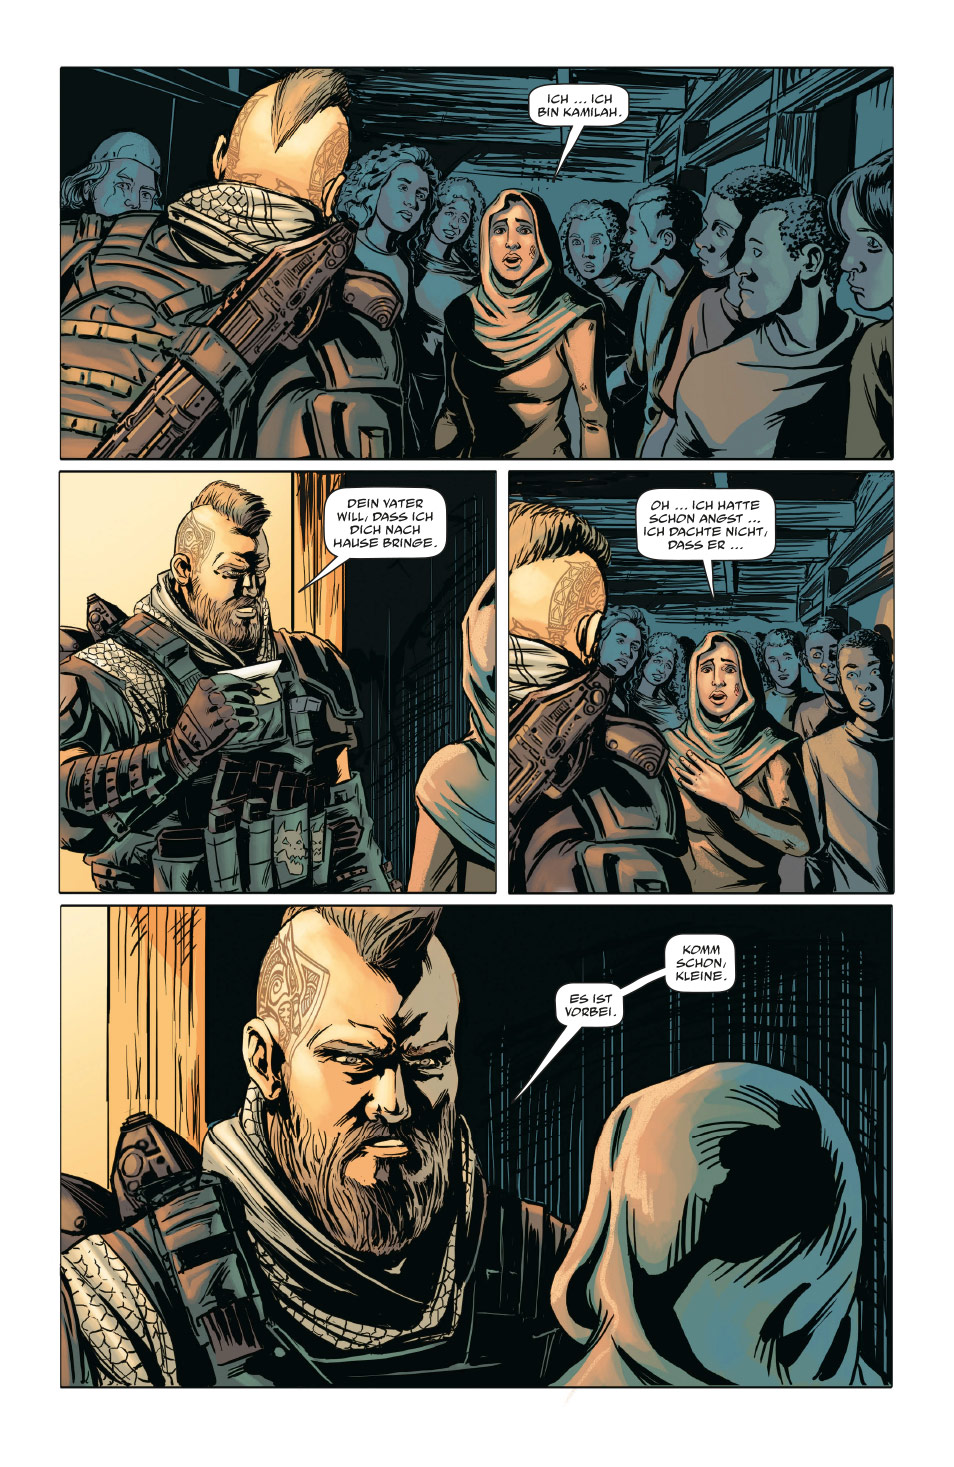 ICH ... ICH
BIN KAMILAH.
DEIN VATER
WILL, DASS ICH
DICH NACH
HAUSE BRINGE.
OH ... ICH HATTE
SCHON ANGST ...
ICH DACHTE NICHT,
DASS ER ...
KOMM
SCHON,
KLEINE.
ES IST
VORBEI.